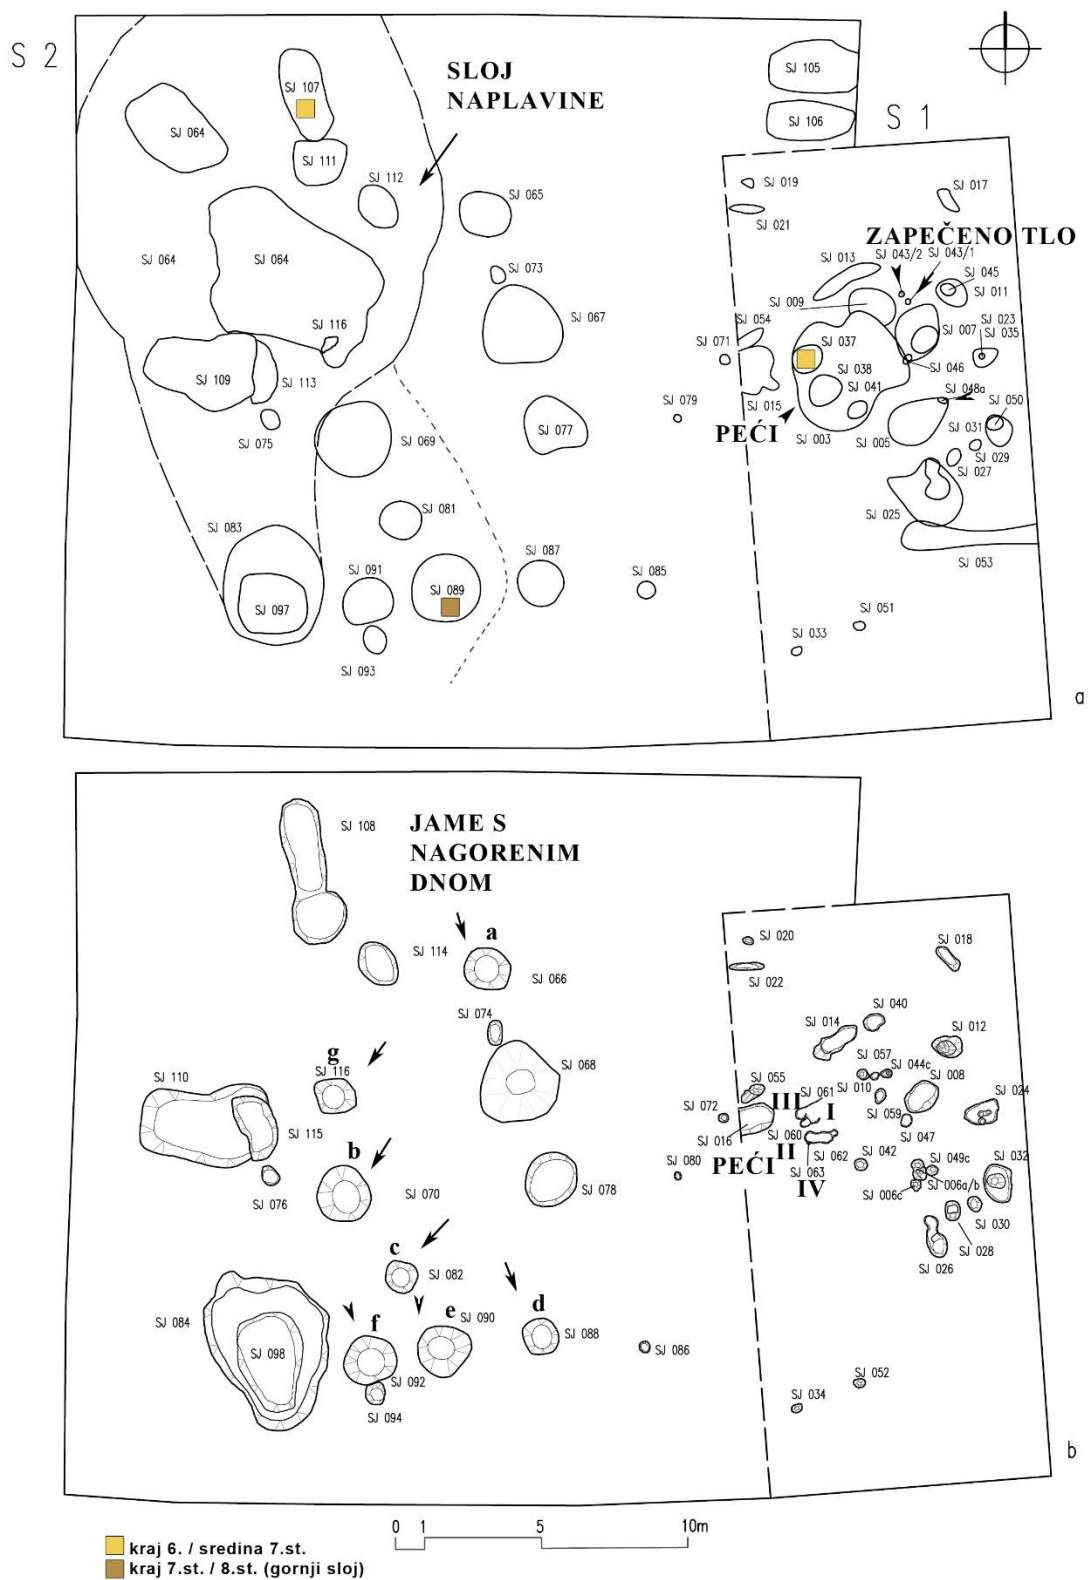 S 2
SJ 107
SJ 064
SJ 111
SLOJ
NAPLAVINE
SJ 105
SJ 106
S 1
SJ 112
SJ 065
SJ 019
SJ 021
SJ 017
ZAPEČENO TLO
SJ 064
SJ 064
SJ 073
SJ 067
SJ 013
SJ 043/2
SJ 043/1
SJ 045
SJ 011
SJ 009
SJ 054
SJ 023
SJ 035
SJ 007
SJ 116
SJ 071
SJ 037
SJ 046
SJ 109
SJ 113
SJ 038
SJ 041
SJ 048a
SJ 050
SJ 075
SJ 069
SJ 077
SJ 079
SJ 015
PEĆI
SJ 003
SJ 005
SJ 031
SJ 029
SJ 027
SJ 025
SJ 081
SJ 083
SJ 053
SJ 091
SJ 089
SJ 087
SJ 085
SJ 097
SJ 051
SJ 033
SJ 093
a
SJ 108
JAME S
NAGORENIM
DNOM
a
SJ 114
SJ 066
SJ 020
SJ 018
SJ 022
SJ 074
SJ 068
SJ 040
SJ 014
SJ 012
g
SJ 116
SJ 110
SJ 057
SJ 044c
SJ 010
SJ 008
SJ 055
SJ 061
SJ 024
III
I
SJ 115
SJ 072
SJ 059
SJ 016
SJ 060
SJ 047
b
PEĆI
II
SJ 062
SJ 042
SJ 049c
SJ 032
SJ 076
SJ 070
SJ 078
SJ 080
SJ 063
IV
SJ 006c
SJ 006a/b
SJ 030
SJ 028
SJ 026
c
SJ 082
d
SJ 084
f
e
SJ 090
SJ 088
SJ 086
SJ 098
SJ 092
SJ 094
SJ 052
SJ 034
b
0 1 5 10m
kraj 6. / sredina 7.st.
kraj 7.st. / 8.st. (gornji sloj)